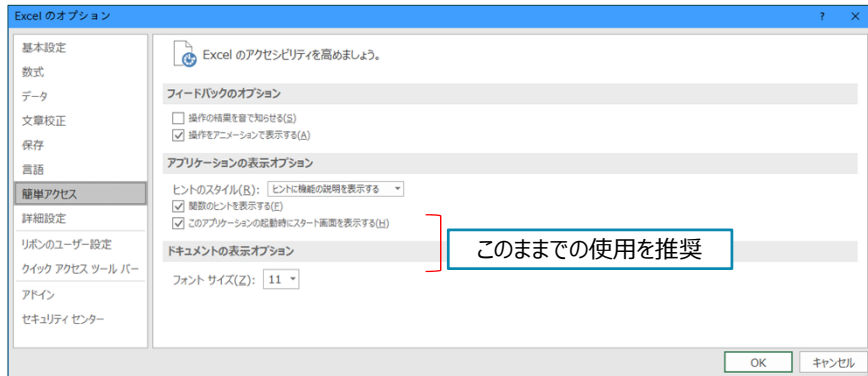 Excel のオプション
? ×
基本設定
数式
データ
文章校正
保存
言語
簡単アクセス
詳細設定
リボンのユーザー設定
クイック アクセス ツール バー
アドイン
セキュリティ センター
Excel のアクセシビリティを高めましょう。
フィードバックのオプション
操作の結果を音で知らせる(S)
操作をアニメーションで表示する(A)
アプリケーションの表示オプション
ヒントのスタイル(R): ヒントに機能の説明を表示する
関数のヒントを表示する(F)
このアプリケーションの起動時にスタート画面を表示する(H)
ドキュメントの表示オプション
フォント サイズ(Z): 11
このままでの使用を推奨
OK キャンセル